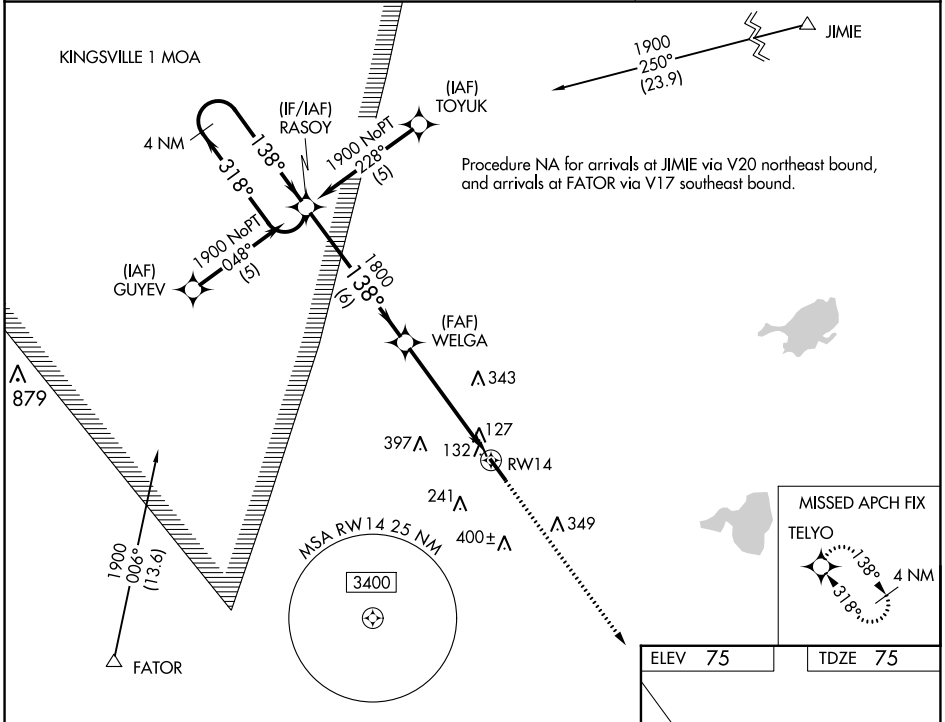 KINGSVILLE 1 MOA
JIMIE
1900
250°
(23.9)
(IAF)
TOYUK
(IF/IAF)
RASOY
4 NM
138°
318°
1900 NoPT
228°
(5)
Procedure NA for arrivals at JIMIE via V20 northeast bound,
and arrivals at FATOR via V17 southeast bound.
1900 NoPT
048°
(5)
(IAF)
GUYEV
1800
138°
(6)
(FAF)
WELGA
879
343
127
397
132
RW14
241
349
400±
MSA RW14 25 NM
3400
1900
006°
(13.6)
FATOR
MISSED APCH FIX
TELYO
138°
4 NM
318°
ELEV 75
TDZE 75